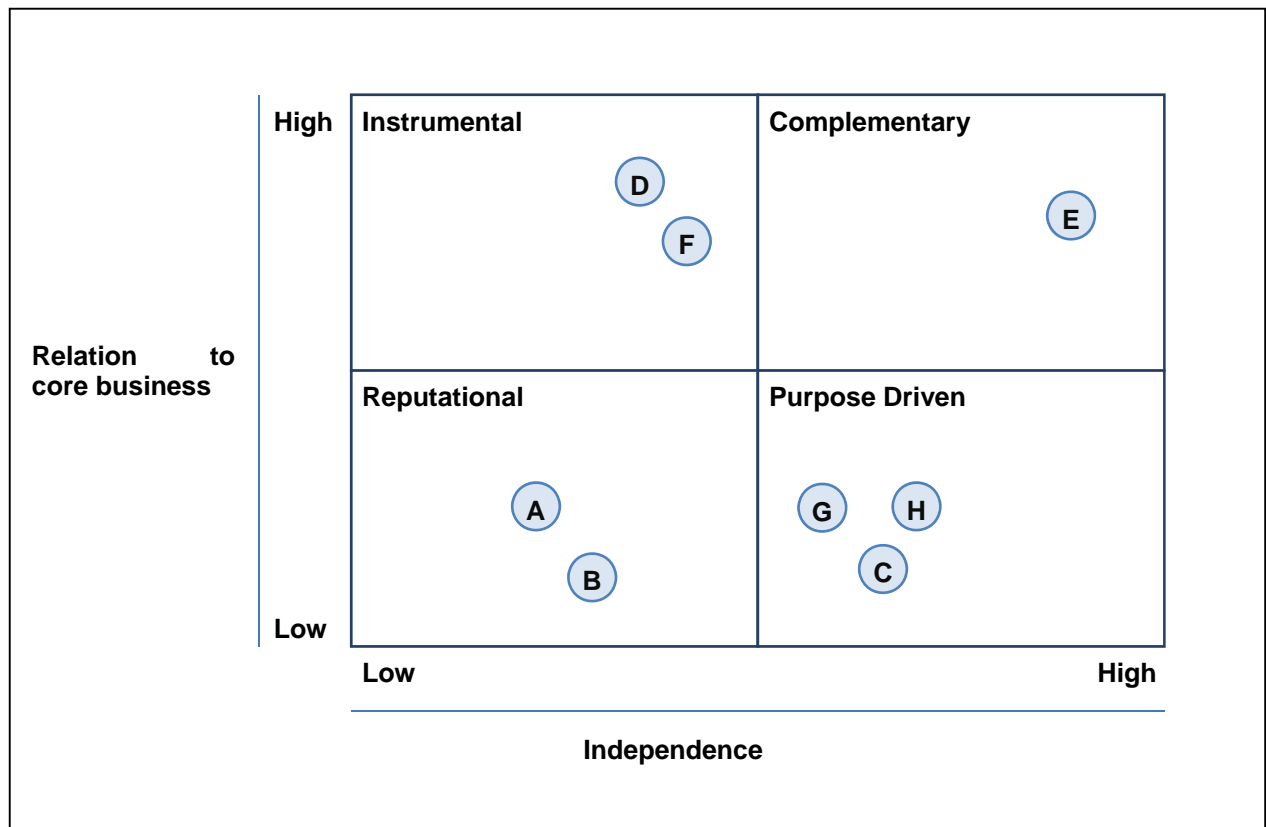 High
Instrumental
Complementary
D
E
F
Relation to
core business
Reputational
Purpose Driven
A
G
H
B
C
Low
Low
High
Independence